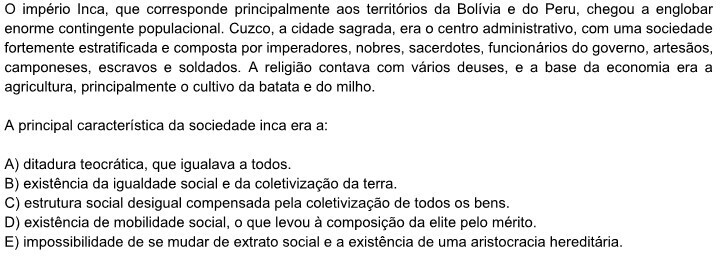 O império Inca, que corresponde principalmente aos territórios da Bolívia e do Peru, chegou a englobar
enorme contingente populacional. Cuzco, a cidade sagrada, era o centro administrativo, com uma sociedade
fortemente estratificada e composta por imperadores, nobres, sacerdotes, funcionários do governo, artesãos,
camponeses, escravos e soldados. A religião contava com vários deuses, e a base da economia era a
agricultura, principalmente o cultivo da batata e do milho.
A principal característica da sociedade inca era a:
A) ditadura teocrática, que igualava a todos.
B) existência da igualdade social e da coletivização da terra.
C) estrutura social desigual compensada pela coletivização de todos os bens.
D) existência de mobilidade social, o que levou à composição da elite pelo mérito.
E) impossibilidade de se mudar de extrato social e a existência de uma aristocracia hereditária.